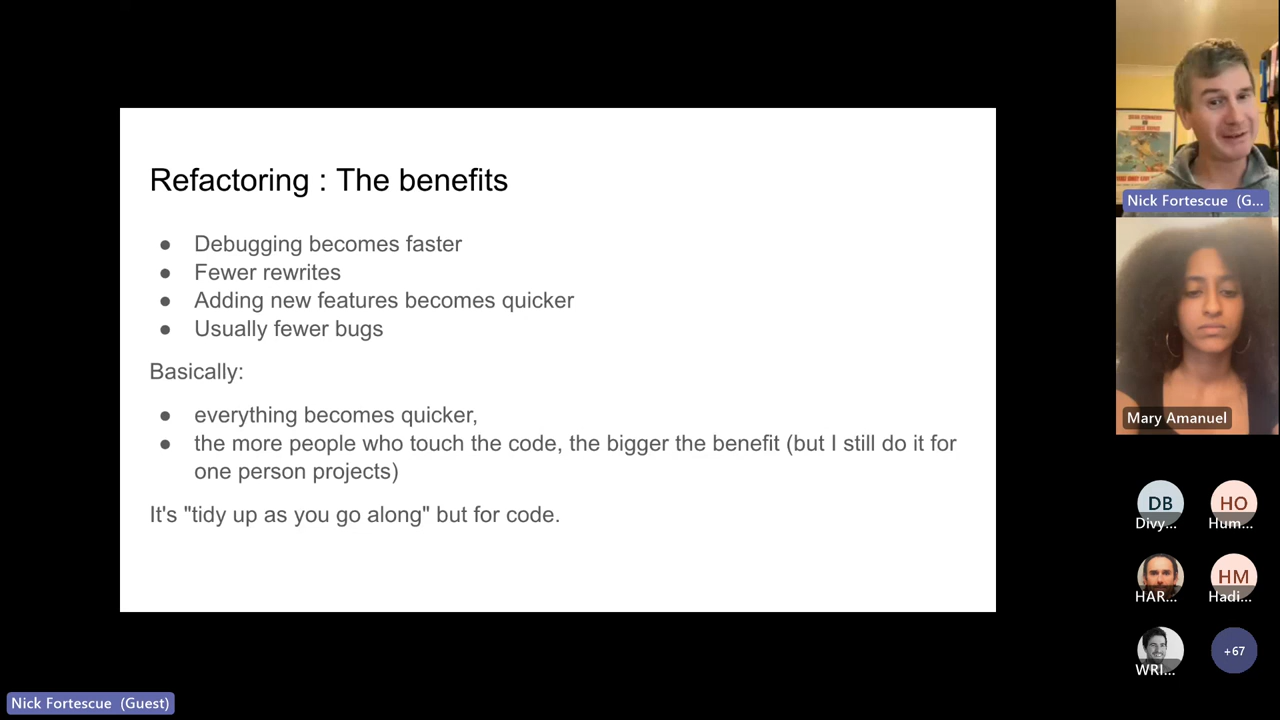 Refactoring : The benefits
● Debugging becomes faster
● Fewer rewrites
● Adding new features becomes quicker
● Usually fewer bugs
Basically:
● everything becomes quicker,
● the more people who touch the code, the bigger the benefit (but I still do it for
one person projects)
It's "tidy up as you go along" but for code.
Nick Fortescue (G...
Mary Amanuel
DB
Divy...
HO
Hum...
HAR...
HM
Hadi...
WRI...
+67
Nick Fortescue (Guest)